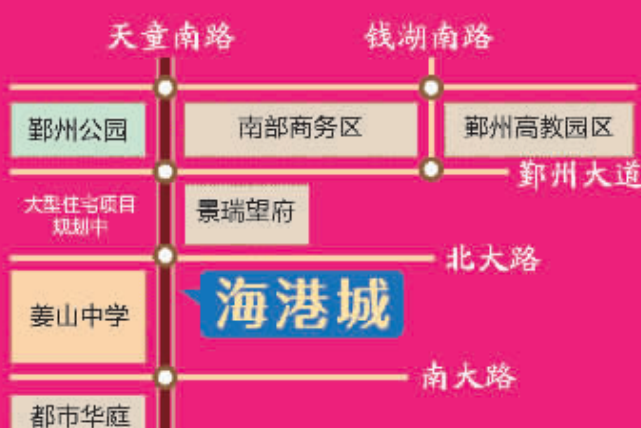 天童南路
钱湖南路
鄞州公园
南部商务区
鄞州高教园区
鄞州大道
大型住宅项目
规划中
景瑞望府
北大路
姜山中学
海港城
南大路
都市华庭